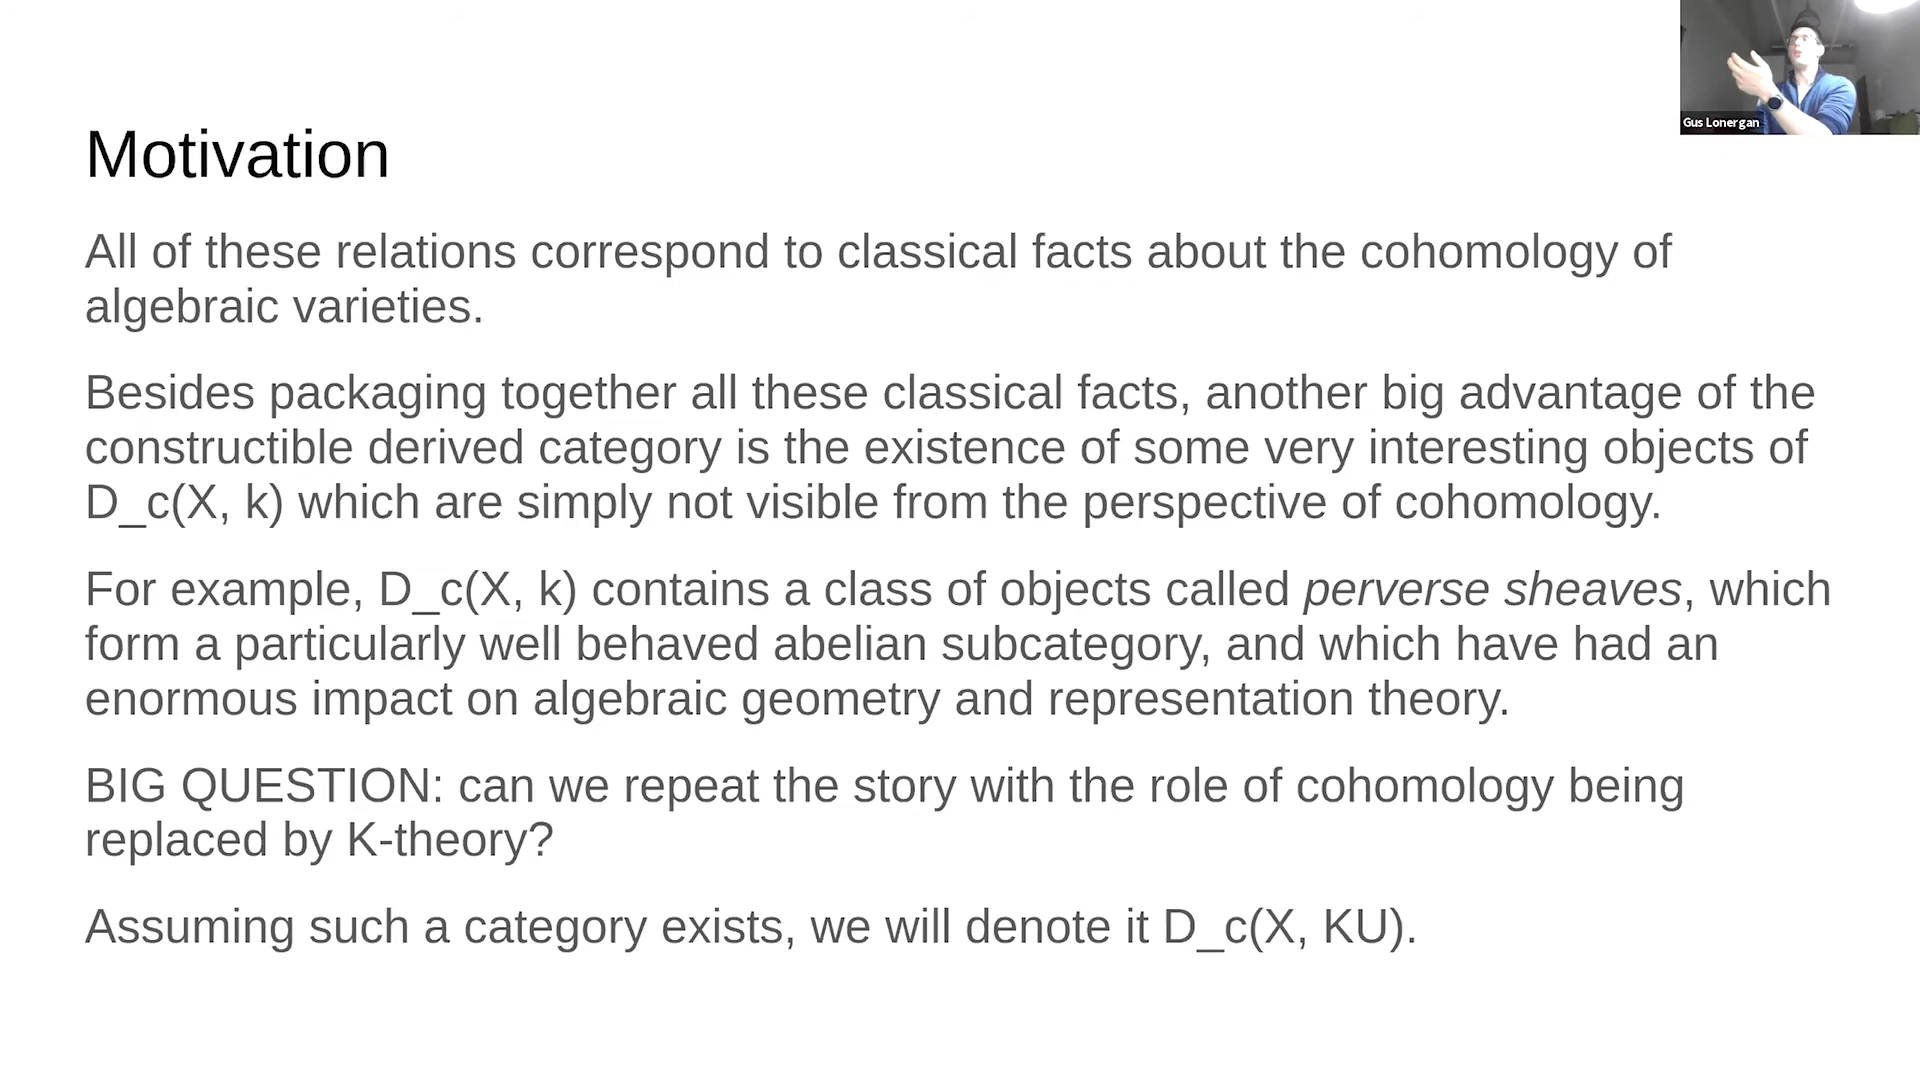 Gus Lonergan
Motivation
All of these relations correspond to classical facts about the cohomology of
algebraic varieties.
Besides packaging together all these classical facts, another big advantage of the
constructible derived category is the existence of some very interesting objects of
D_c(X, k) which are simply not visible from the perspective of cohomology.
For example, D_c(X, k) contains a class of objects called perverse sheaves, which
form a particularly well behaved abelian subcategory, and which have had an
enormous impact on algebraic geometry and representation theory.
BIG QUESTION: can we repeat the story with the role of cohomology being
replaced by K-theory?
Assuming such a category exists, we will denote it D_c(X, KU).